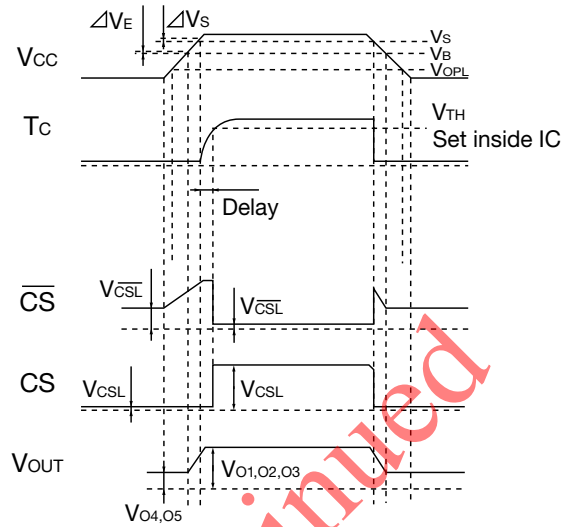 ⊿VE ⊿VS
VCC
VS
VB
VOPL
TC
VTH
Set inside IC
Delay
CS
VCSL
VCSL
CS
VCSL
VCSL
VOUT
VO1,O2,O3
VO4,O5
inued